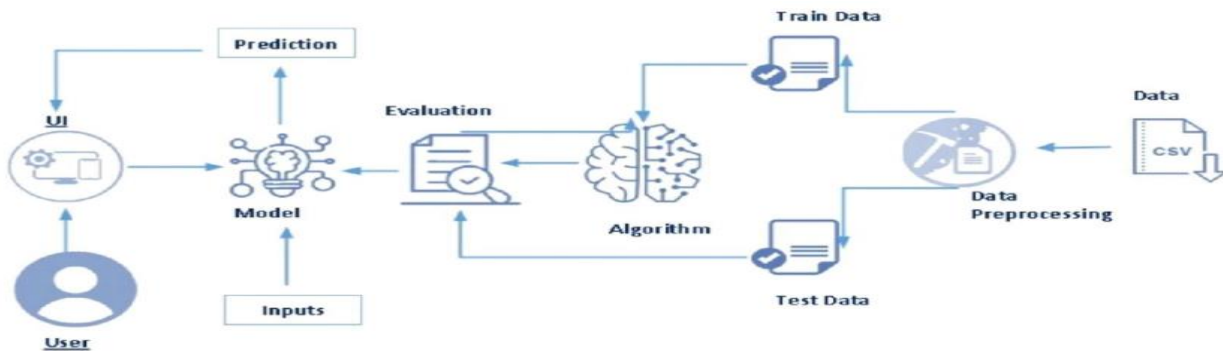 Train Data
Prediction
Evaluation
Data
UI
CSV
Model
Data
Preprocessing
Algorithm
Inputs
Test Data
User